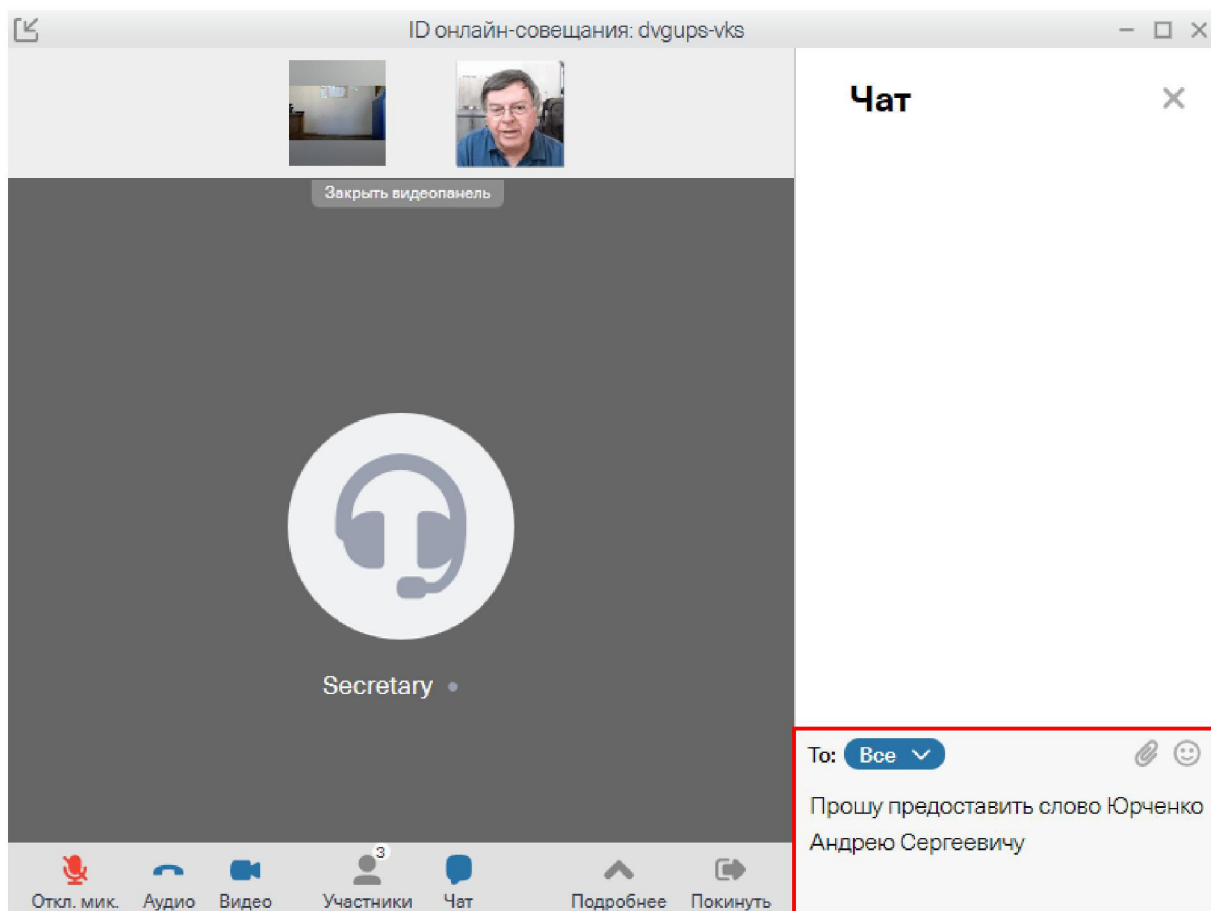 ID онлайн-совещания: dvgups-vks
Закрыть видеопанель
Secretary
Чат
To: Все
Прошу предоставить слово Юрченко
Андрею Сергеевичу
3
Откл. мик. Аудио Видео Участники Чат Подробнее Покинуть